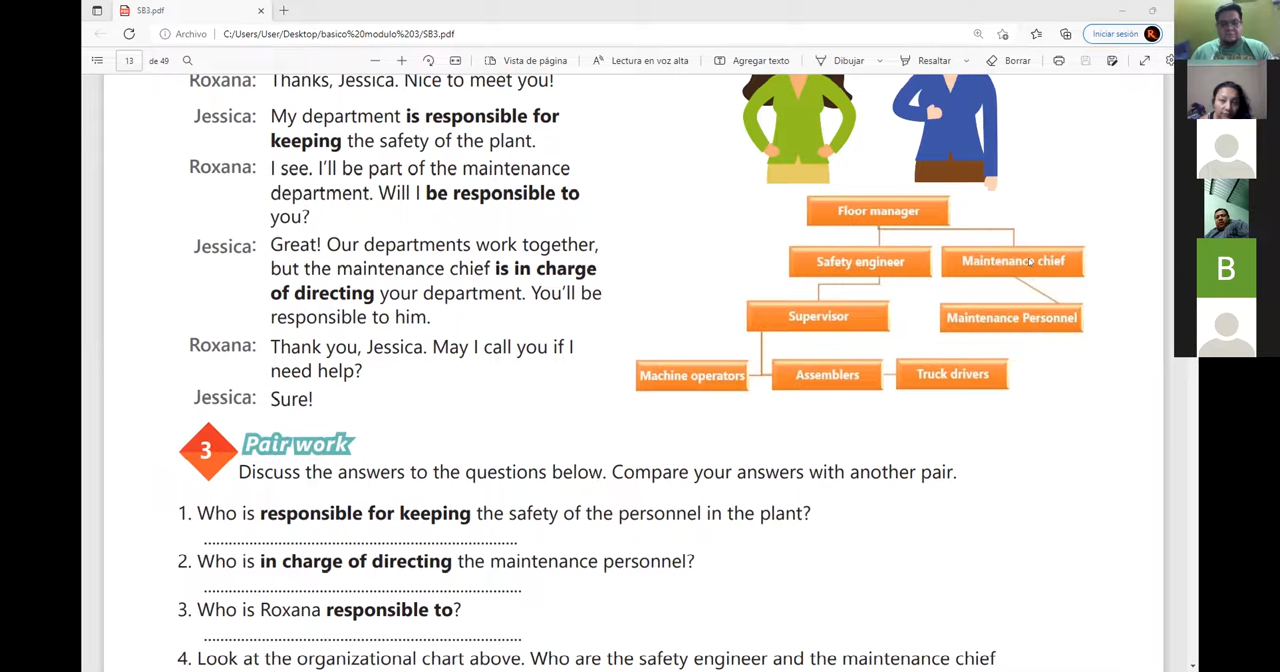 SB3.pdf
Archivo
C:/Users/User/Desktop/basico%20modulo%203/SB3.pdf
Iniciar sesión
R
13
de 49
Vista de página
Lectura en voz alta
Agregar texto
Dibujar
Resaltar
Borrar
Roxana: Thanks, Jessica. Nice to meet you!
Jessica: My department is responsible for
keeping the safety of the plant.
Roxana: I see. I'll be part of the maintenance
department. Will I be responsible to
you?
Jessica: Great! Our departments work together,
but the maintenance chief is in charge
of directing your department. You'll be
responsible to him.
Roxana: Thank you, Jessica. May I call you if I
need help?
Jessica: Sure!
Floor manager
Safety engineer
Maintenance chief
Supervisor
Maintenance Personnel
Machine operators
Assemblers
Truck drivers
B
3 Pair work
Discuss the answers to the questions below. Compare your answers with another pair.
1. Who is responsible for keeping the safety of the personnel in the plant?
2. Who is in charge of directing the maintenance personnel?
3. Who is Roxana responsible to?
4. Look at the organizational chart above. Who are the safety engineer and the maintenance chief